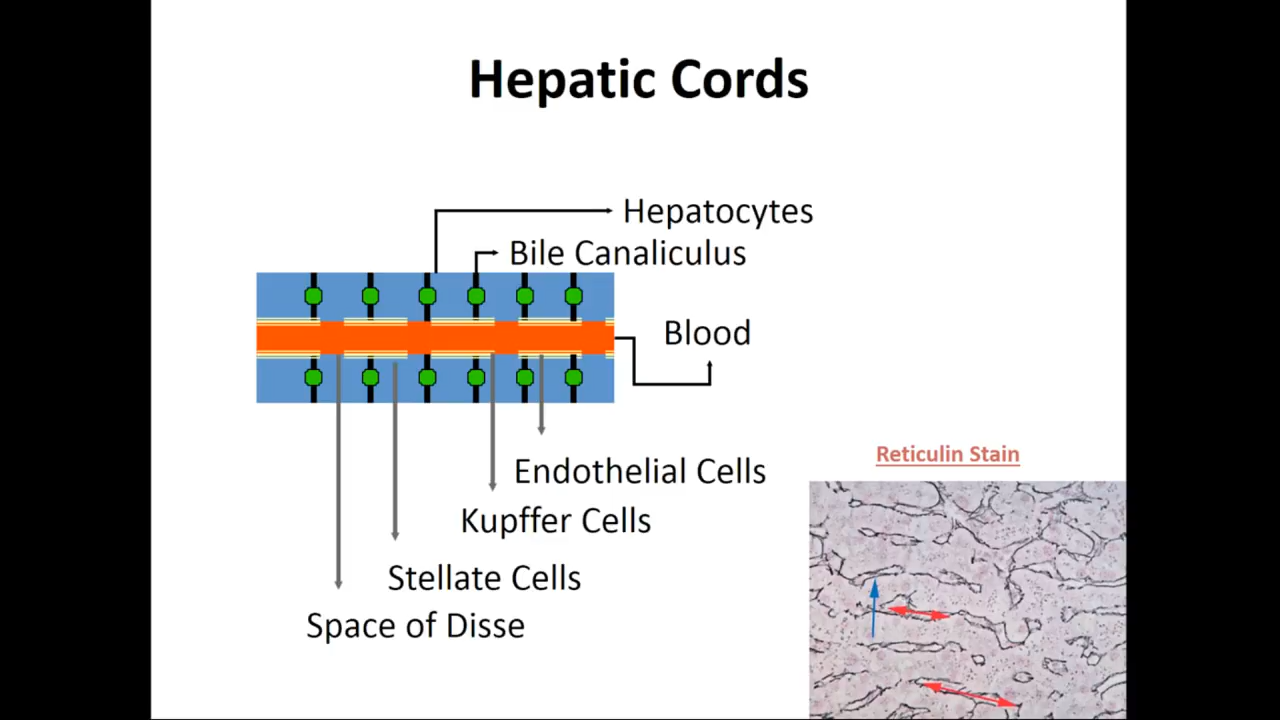 Hepatic Cords
Hepatocytes
Bile Canaliculus
Blood
Reticulin Stain
Endothelial Cells
Kupffer Cells
Stellate Cells
Space of Disse